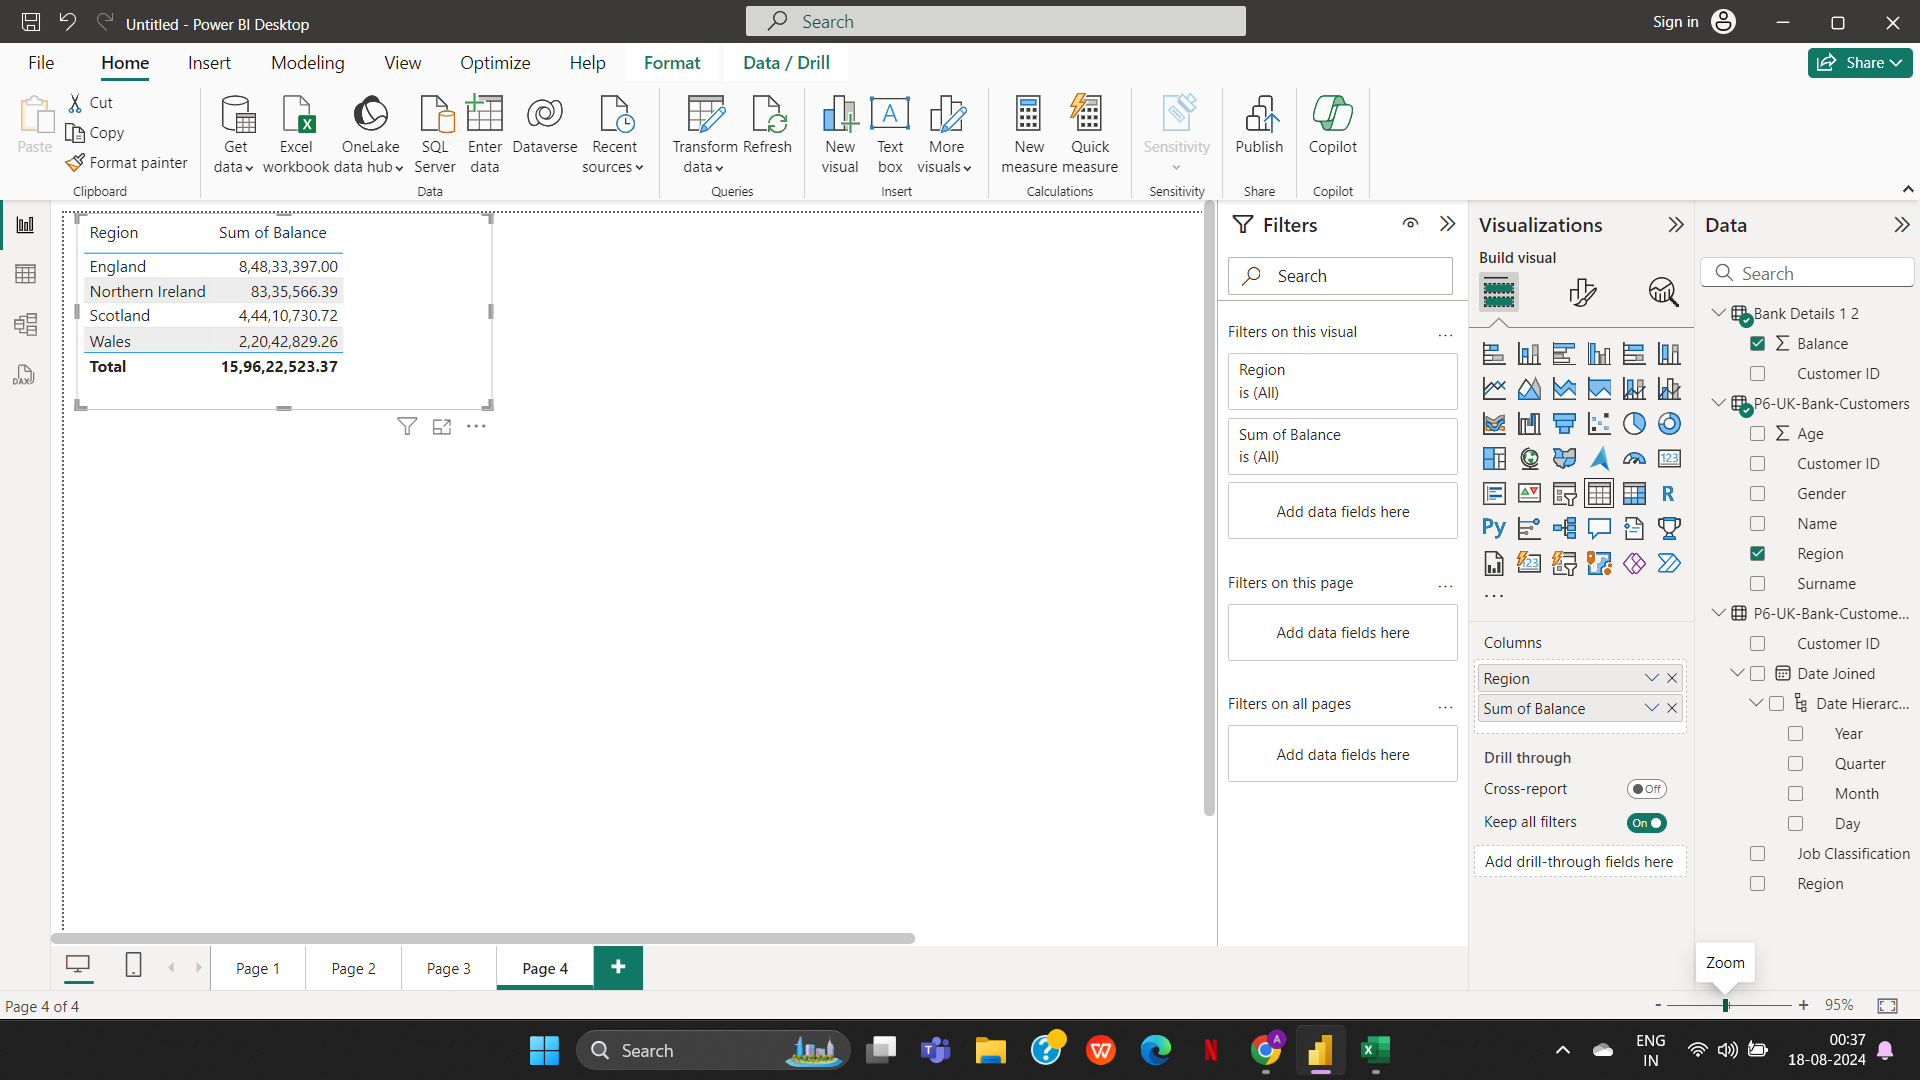 Untitled - Power BI Desktop
Search
Sign in
File
Home
Insert
Modeling
View
Optimize
Help
Format
Data / Drill
Share
Paste
Cut
Copy
Format painter
Clipboard
Get data
Excel workbook
OneLake data hub
SQL Server
Enter data
Dataverse
Recent sources
Data
Transform data
Refresh
Queries
New visual
Text box
More visuals
Insert
New measure
Quick measure
Calculations
Sensitivity
Sensitivity
Publish
Share
Copilot
Copilot
Region Sum of Balance
England 8,48,33,397.00
Northern Ireland 83,35,566.39
Scotland 4,44,10,730.72
Wales 2,20,42,829.26
Total 15,96,22,523.37
Filters
Search
Filters on this visual
Region
is (All)
Sum of Balance
is (All)
Add data fields here
Filters on this page
Add data fields here
Filters on all pages
Add data fields here
Visualizations
Build visual
123
R
Py
123
Columns
Region
Sum of Balance
Drill through
Cross-report Off
Keep all filters On
Add drill-through fields here
Data
Search
Bank Details 1 2
Balance
Customer ID
P6-UK-Bank-Customers
Age
Customer ID
Gender
Name
Region
Surname
P6-UK-Bank-Custome...
Customer ID
Date Joined
Date Hierarc...
Year
Quarter
Month
Day
Job Classification
Region
Zoom
Page 1
Page 2
Page 3
Page 4
+
Page 4 of 4
- + 95%
Search
ENG
IN
00:37
18-08-2024